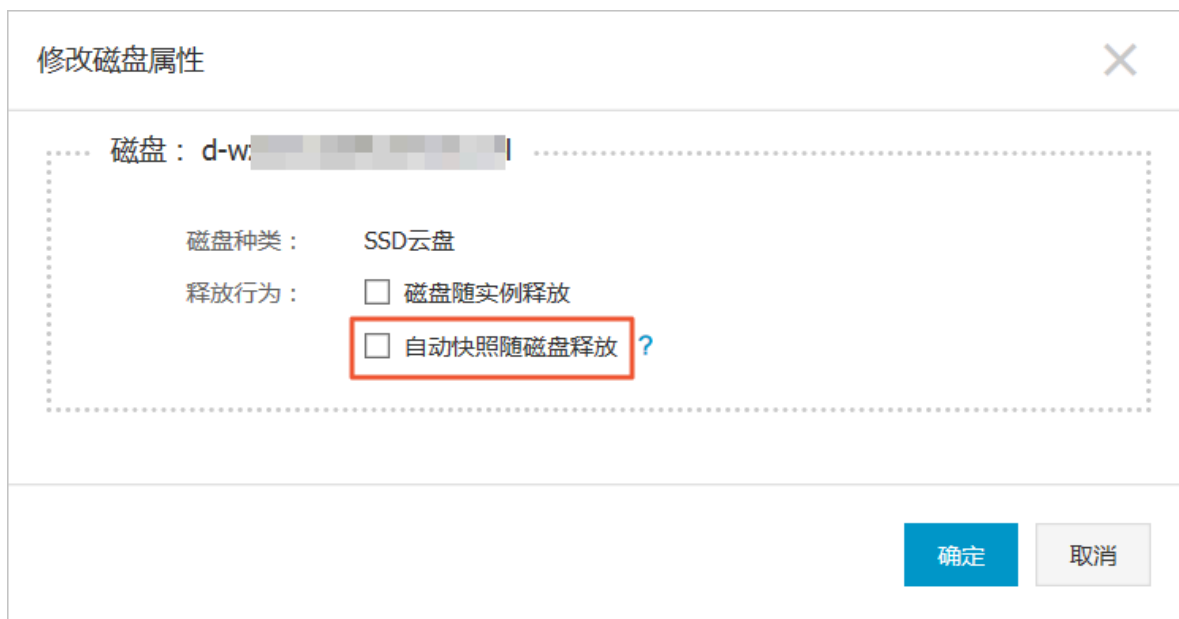 修改磁盘属性
磁盘： d-w
磁盘种类： SSD云盘
释放行为： 磁盘随实例释放
自动快照随磁盘释放 ?
确定 取消